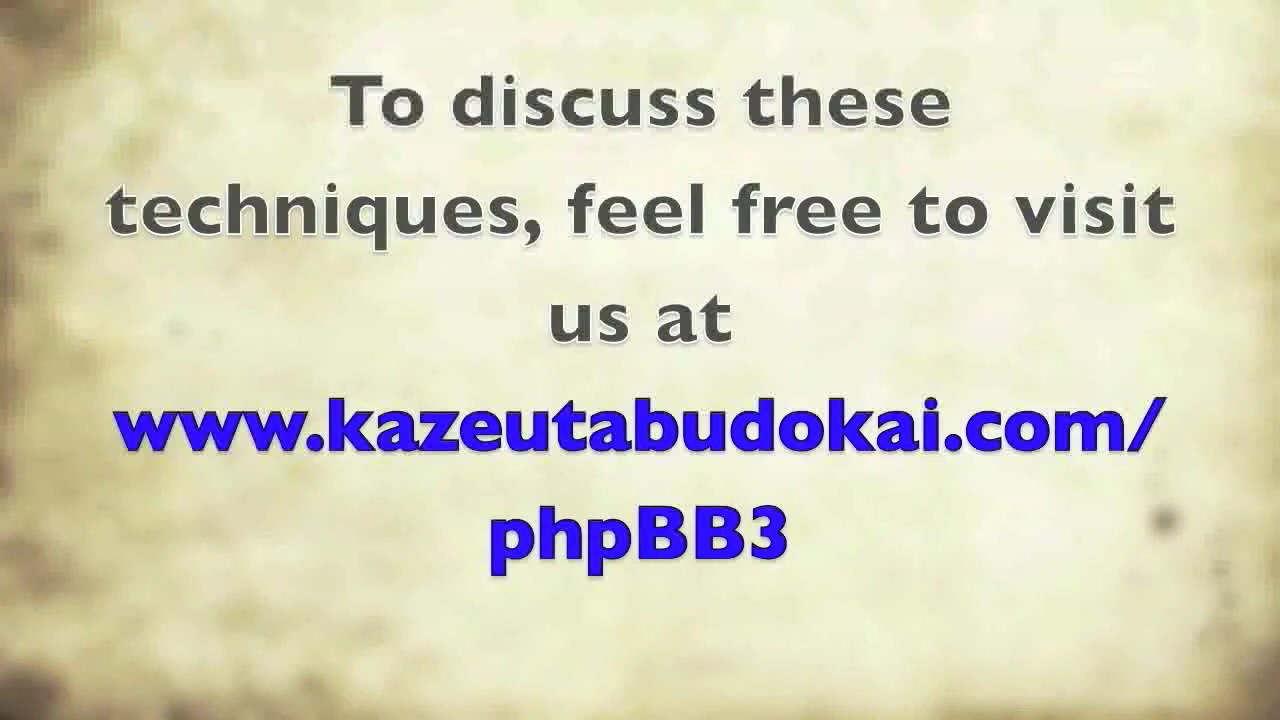 To discuss these
techniques, feel free to visit
us at
www.kazeutabudokai.com/
phpBB3